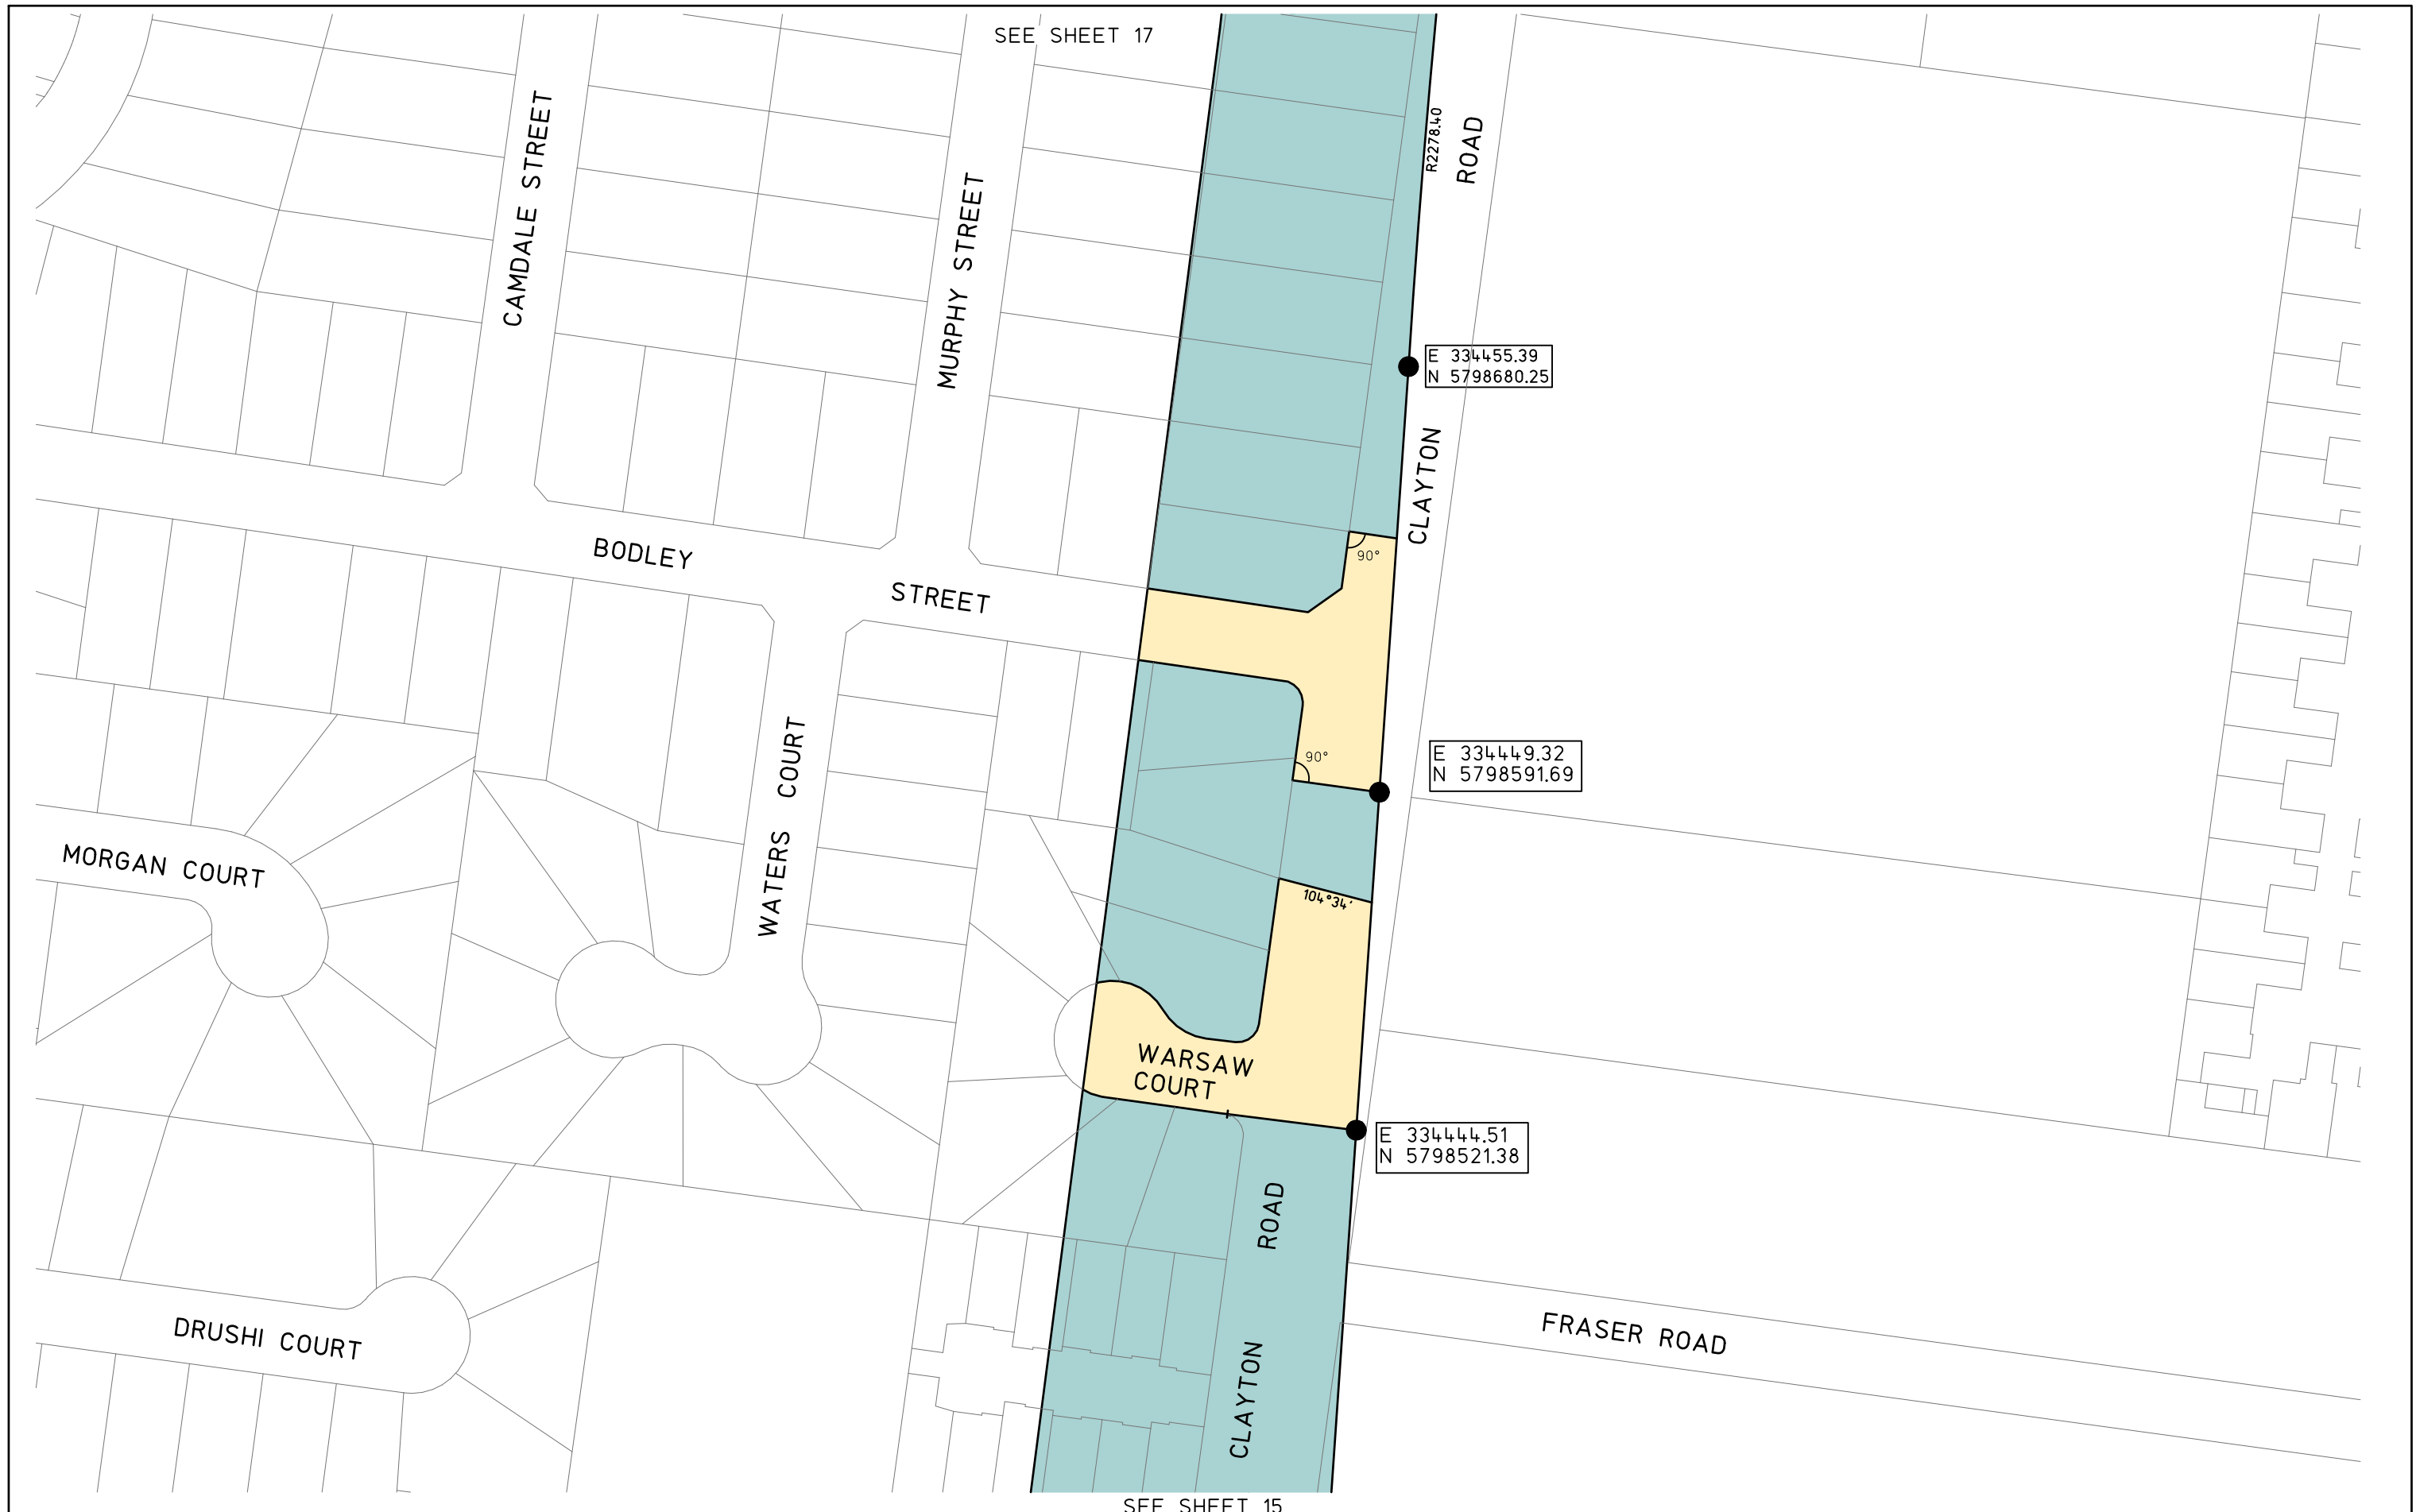 SEE SHEET 17
CAMDALE STREET
MURPHY STREET
R2278.40
ROAD
CLAYTON
E 334455.39
N 5798680.25
90°
BODLEY
STREET
WATERS COURT
90°
E 334449.32
N 5798591.69
MORGAN COURT
104°34'
WARSAW
COURT
E 334444.51
N 5798521.38
ROAD
CLAYTON
DRUSHI COURT
FRASER ROAD
SEE SHEET 15